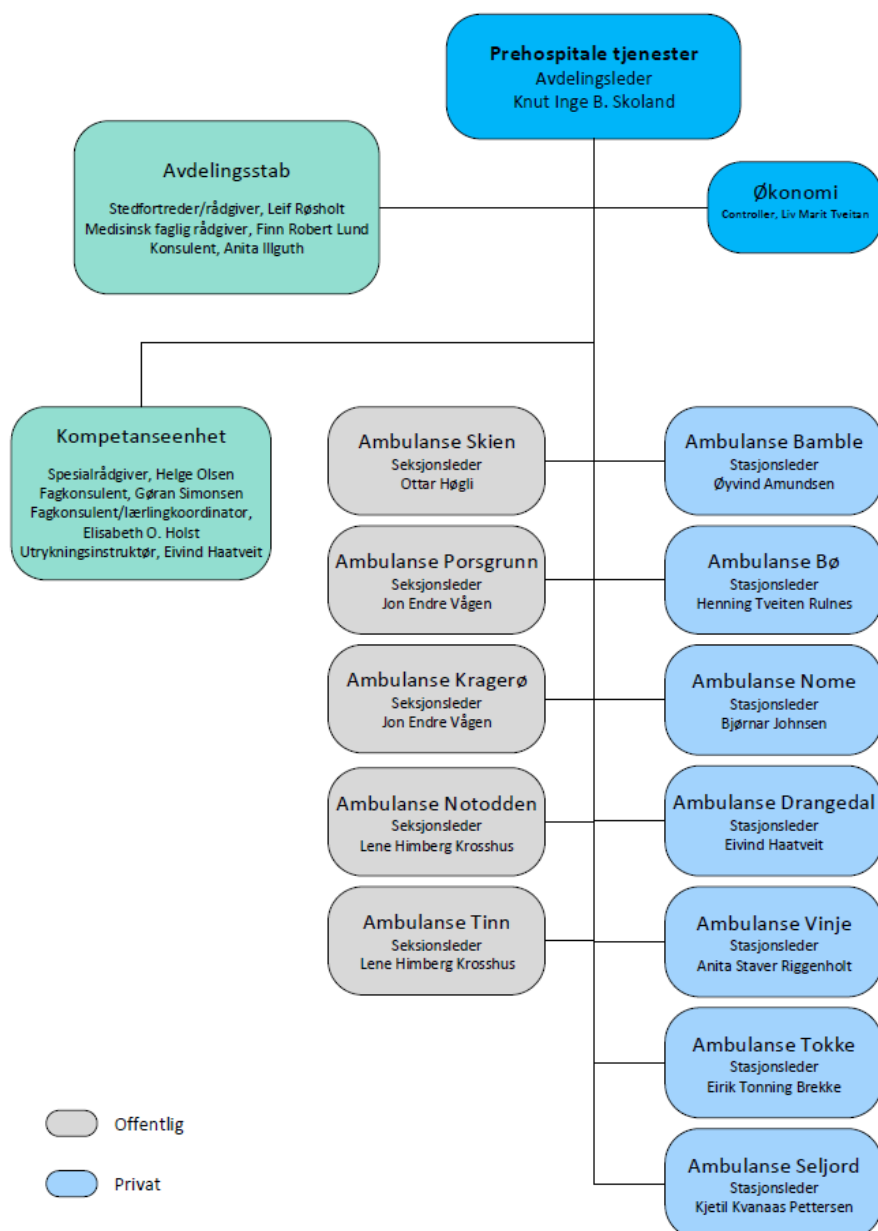 Prehospitale tjenester
Avdelingsleder
Knut Inge B. Skoland
Avdelingsstab
Stedfortreder/rådgiver, Leif Røsholt
Medisinsk faglig rådgiver, Finn Robert Lund
Konsulent, Anita Illguth
Økonomi
Controller, Liv Marit Tveitan
Kompetanseenhet
Spesialrådgiver, Helge Olsen
Fagkonsulent, Gøran Simonsen
Fagkonsulent/lærlingkoordinator,
Elisabeth O. Holst
Utrykningsinstruktør, Eivind Haatveit
Ambulanse Skien
Seksjonsleder
Ottar Høgli
Ambulanse Bamble
Stasjonsleder
Øyvind Amundsen
Ambulanse Porsgrunn
Seksjonsleder
Jon Endre Vågen
Ambulanse Bø
Stasjonsleder
Henning Tveiten Rulnes
Ambulanse Kragerø
Seksjonsleder
Jon Endre Vågen
Ambulanse Nome
Stasjonsleder
Bjørnar Johnsen
Ambulanse Notodden
Seksjonsleder
Lene Himberg Krosshus
Ambulanse Drangedal
Stasjonsleder
Eivind Haatveit
Ambulanse Tinn
Seksjonsleder
Lene Himberg Krosshus
Ambulanse Vinje
Stasjonsleder
Anita Staver Riggenholt
Ambulanse Tokke
Stasjonsleder
Eirik Tonning Brekke
Ambulanse Seljord
Stasjonsleder
Kjetil Kvanaas Pettersen
Offentlig
Privat